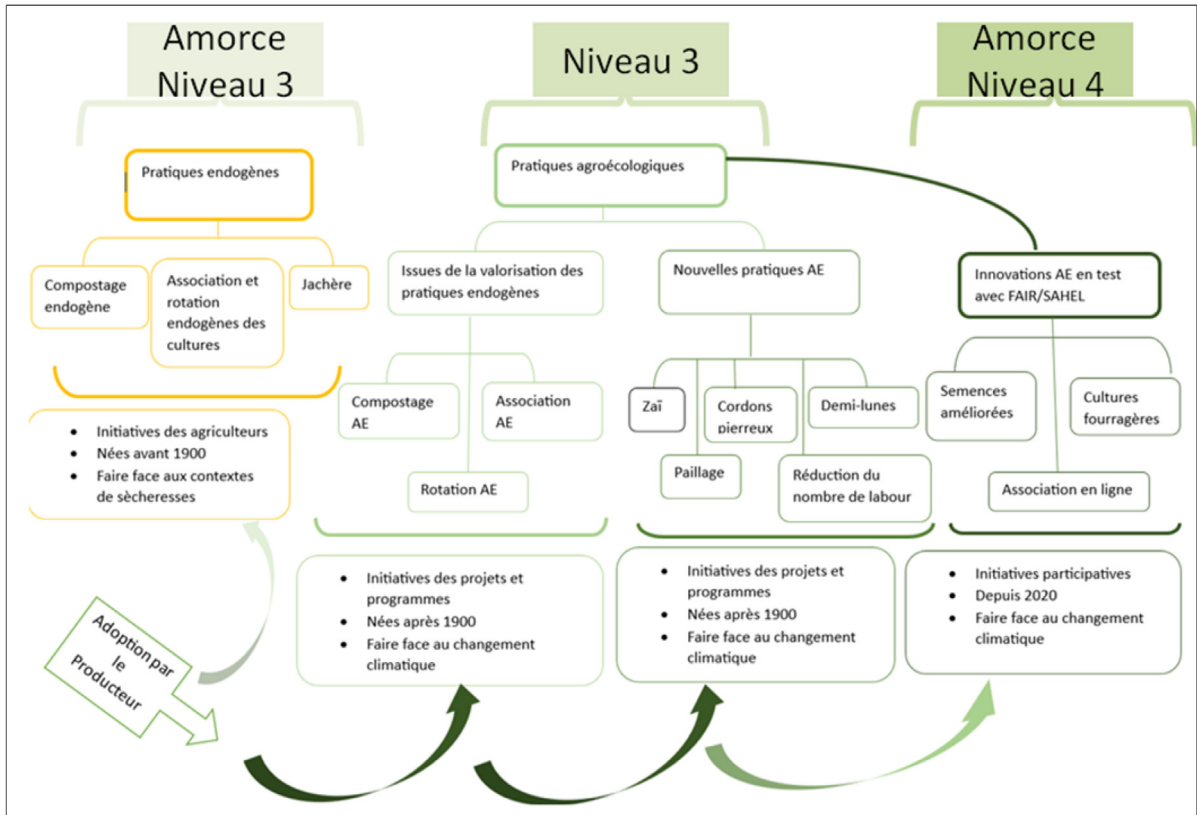 Amorce
Niveau 3
Niveau 3
Amorce
Niveau 4
Pratiques endogènes
Compostage
endogène
Association et
rotation
endogènes des
cultures
Jachère
• Initiatives des agriculteurs
• Nées avant 1900
• Faire face aux contextes
de sècheresses
Adoption par
le
Producteur
Pratiques agroécologiques
Issues de la valorisation des
pratiques endogènes
Compostage
AE
Association
AE
Rotation AE
• Initiatives des projets et
programmes
• Nées après 1900
• Faire face au changement
climatique
Nouvelles pratiques AE
Zaï
Cordons
pierreux
Demi-lunes
Paillage
Réduction du
nombre de labour
• Initiatives des projets et
programmes
• Nées après 1900
• Faire face au changement
climatique
Innovations AE en test
avec FAIR/SAHEL
Semences
améliorées
Cultures
fourragères
Association en ligne
• Initiatives participatives
• Depuis 2020
• Faire face au changement
climatique